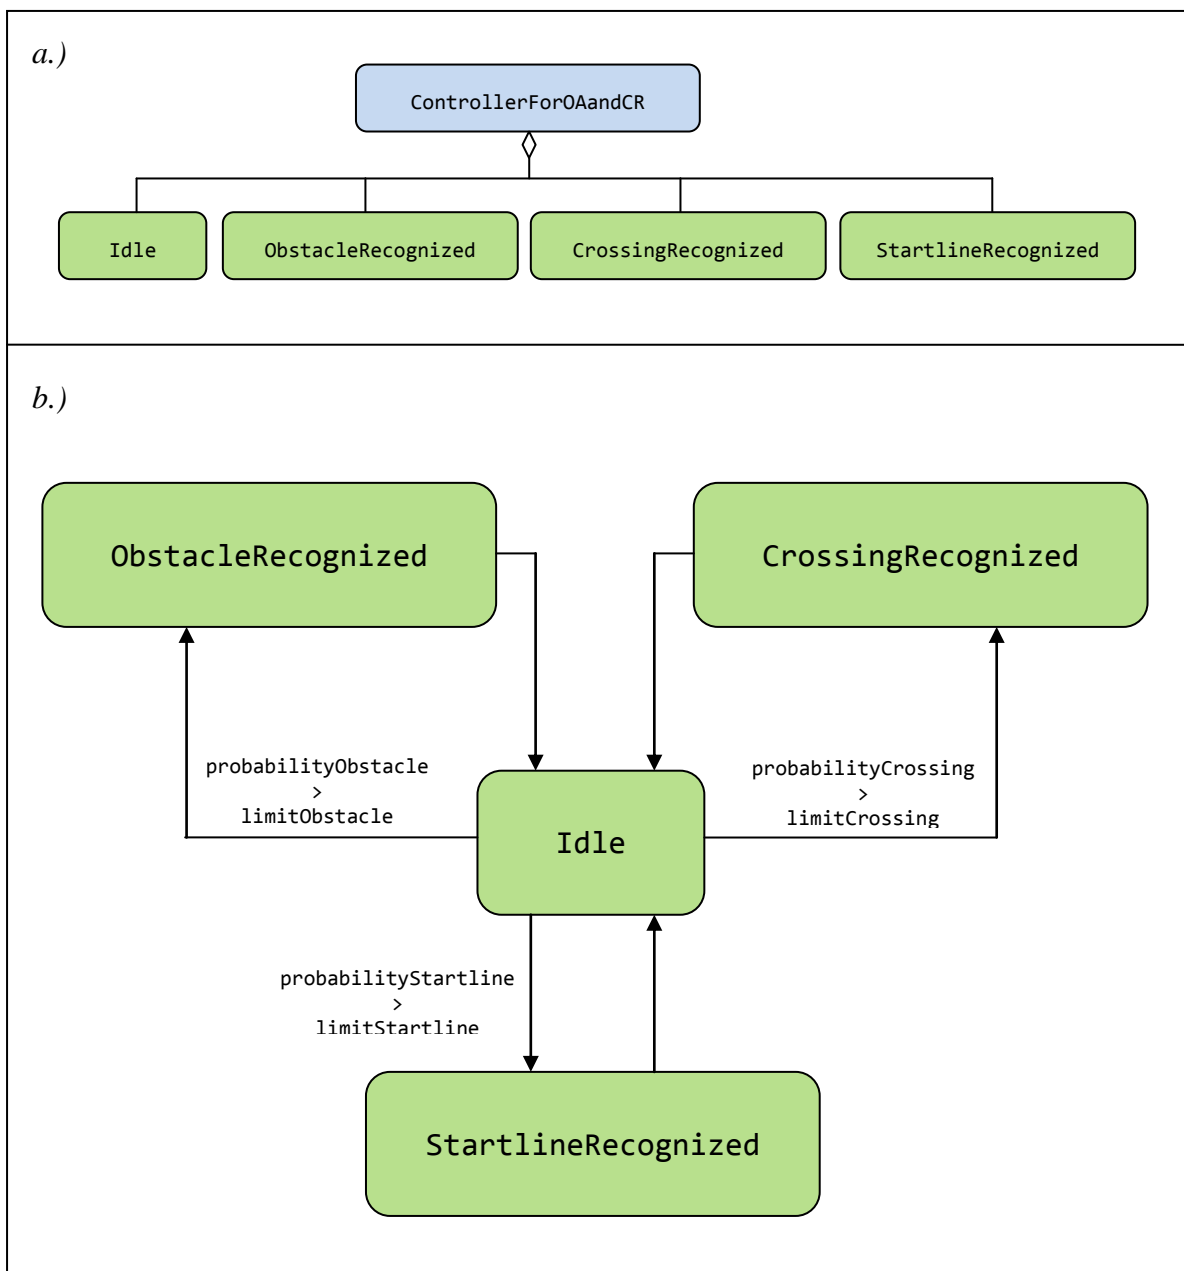 a.)
ControllerForOAandCR
Idle
ObstacleRecognized
CrossingRecognized
StartlineRecognized
b.)
ObstacleRecognized
CrossingRecognized
probabilityObstacle
>
limitObstacle
probabilityCrossing
>
limitCrossing
Idle
probabilityStartline
>
limitStartline
StartlineRecognized